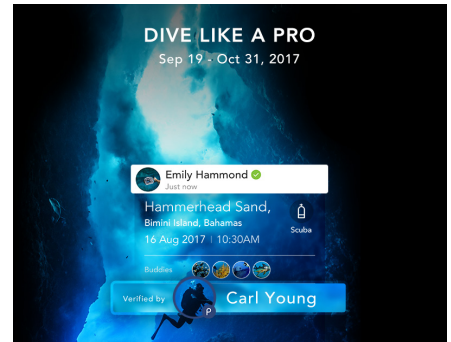 DIVE LIKE A PRO
Sep 19 - Oct 31, 2017
Emily Hammond
Just now
Hammerhead Sand,
Bimini Island, Bahamas
16 Aug 2017 | 10:30AM
Scuba
Buddies
Verified by
P
Carl Young